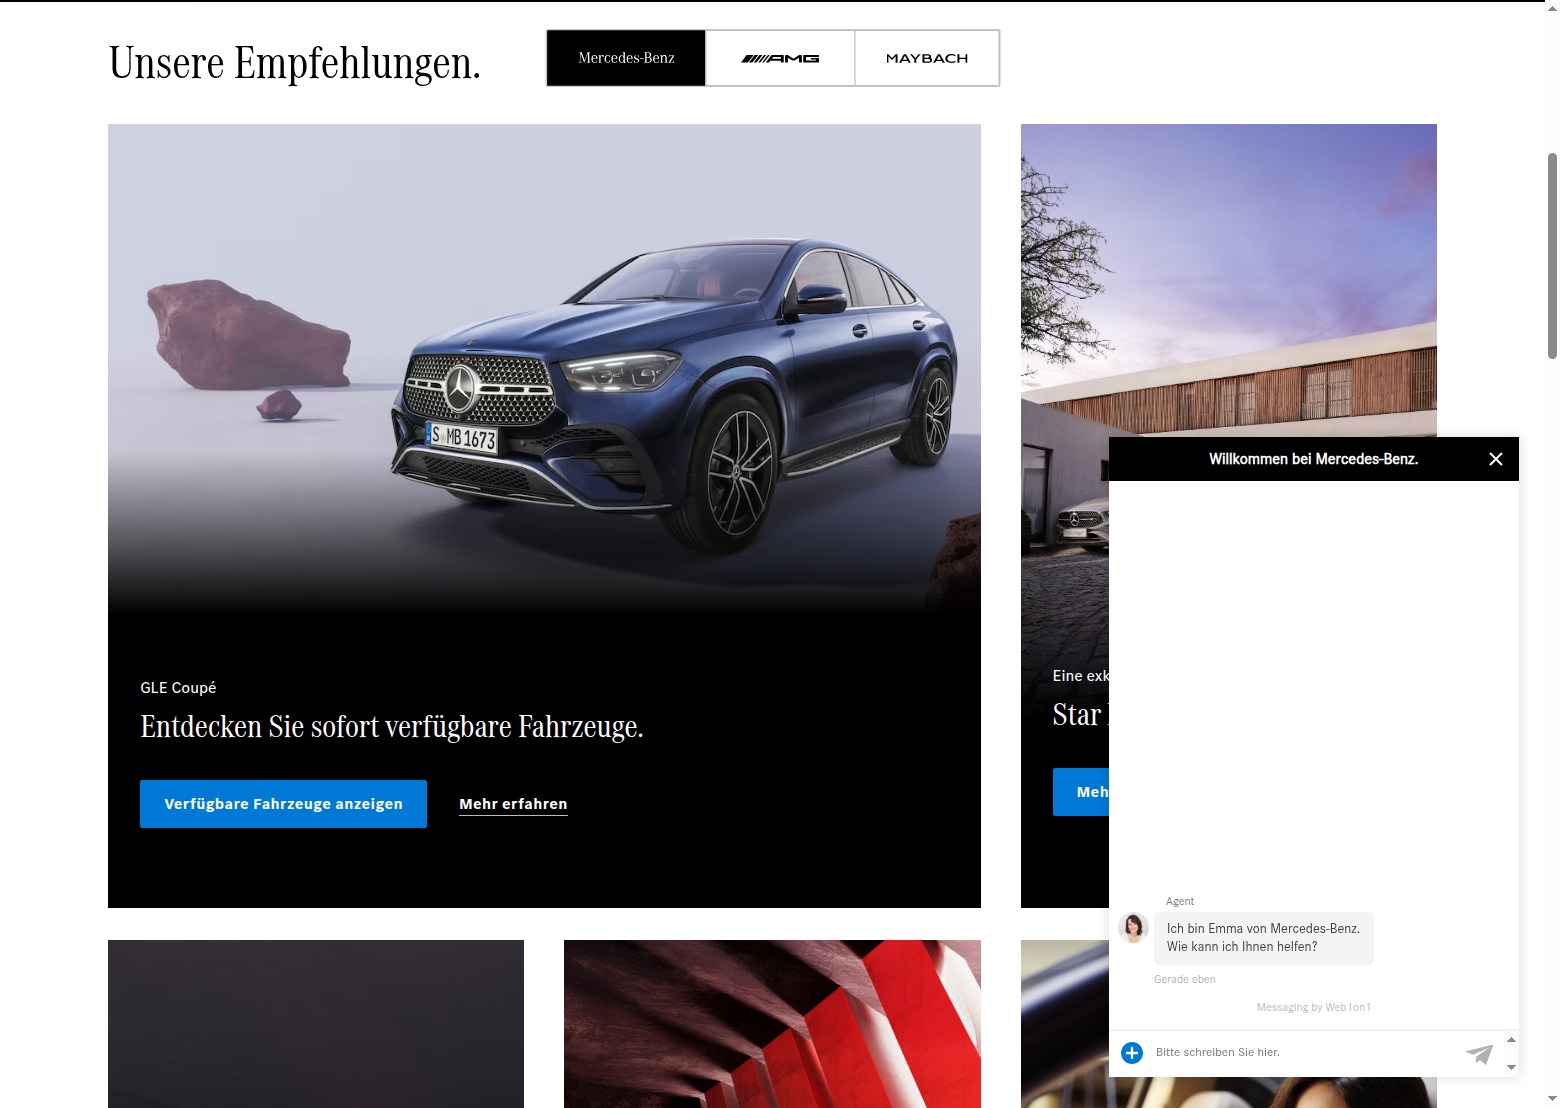 Unsere Empfehlungen.
Mercedes-Benz
AMG
MAYBACH
S MB 1673
GLE Coupé
Entdecken Sie sofort verfügbare Fahrzeuge.
Verfügbare Fahrzeuge anzeigen
Mehr erfahren
Eine exk
Star
Meh
Willkommen bei Mercedes-Benz.
Agent
Ich bin Emma von Mercedes-Benz.
Wie kann ich Ihnen helfen?
Gerade eben
Messaging by Web1on1
Bitte schreiben Sie hier.